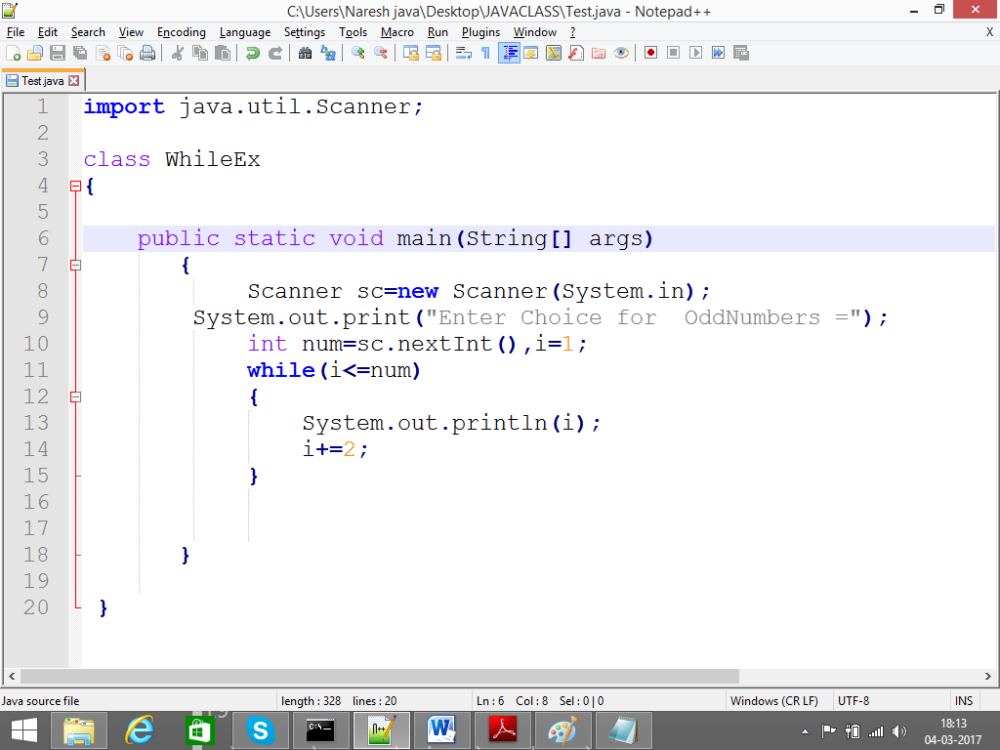 C:\Users\Naresh java\Desktop\JAVACLASS\Test.java - Notepad++
File Edit Search View Encoding Language Settings Tools Macro Run Plugins Window ? X
Test.java
1 import java.util.Scanner;
2
3 class WhileEx
4 {
5
6 public static void main(String[] args)
7 {
8 Scanner sc=new Scanner(System.in);
9 System.out.print("Enter Choice for  OddNumbers =");
10 int num=sc.nextInt(),i=1;
11 while(i<=num)
12 {
13 System.out.println(i);
14 i+=2;
15 }
16
17
18 }
19
20 }
Java source file length : 328 lines : 20 Ln : 6 Col : 8 Sel : 0 | 0 Windows (CR LF) UTF-8 INS
18:13
04-03-2017